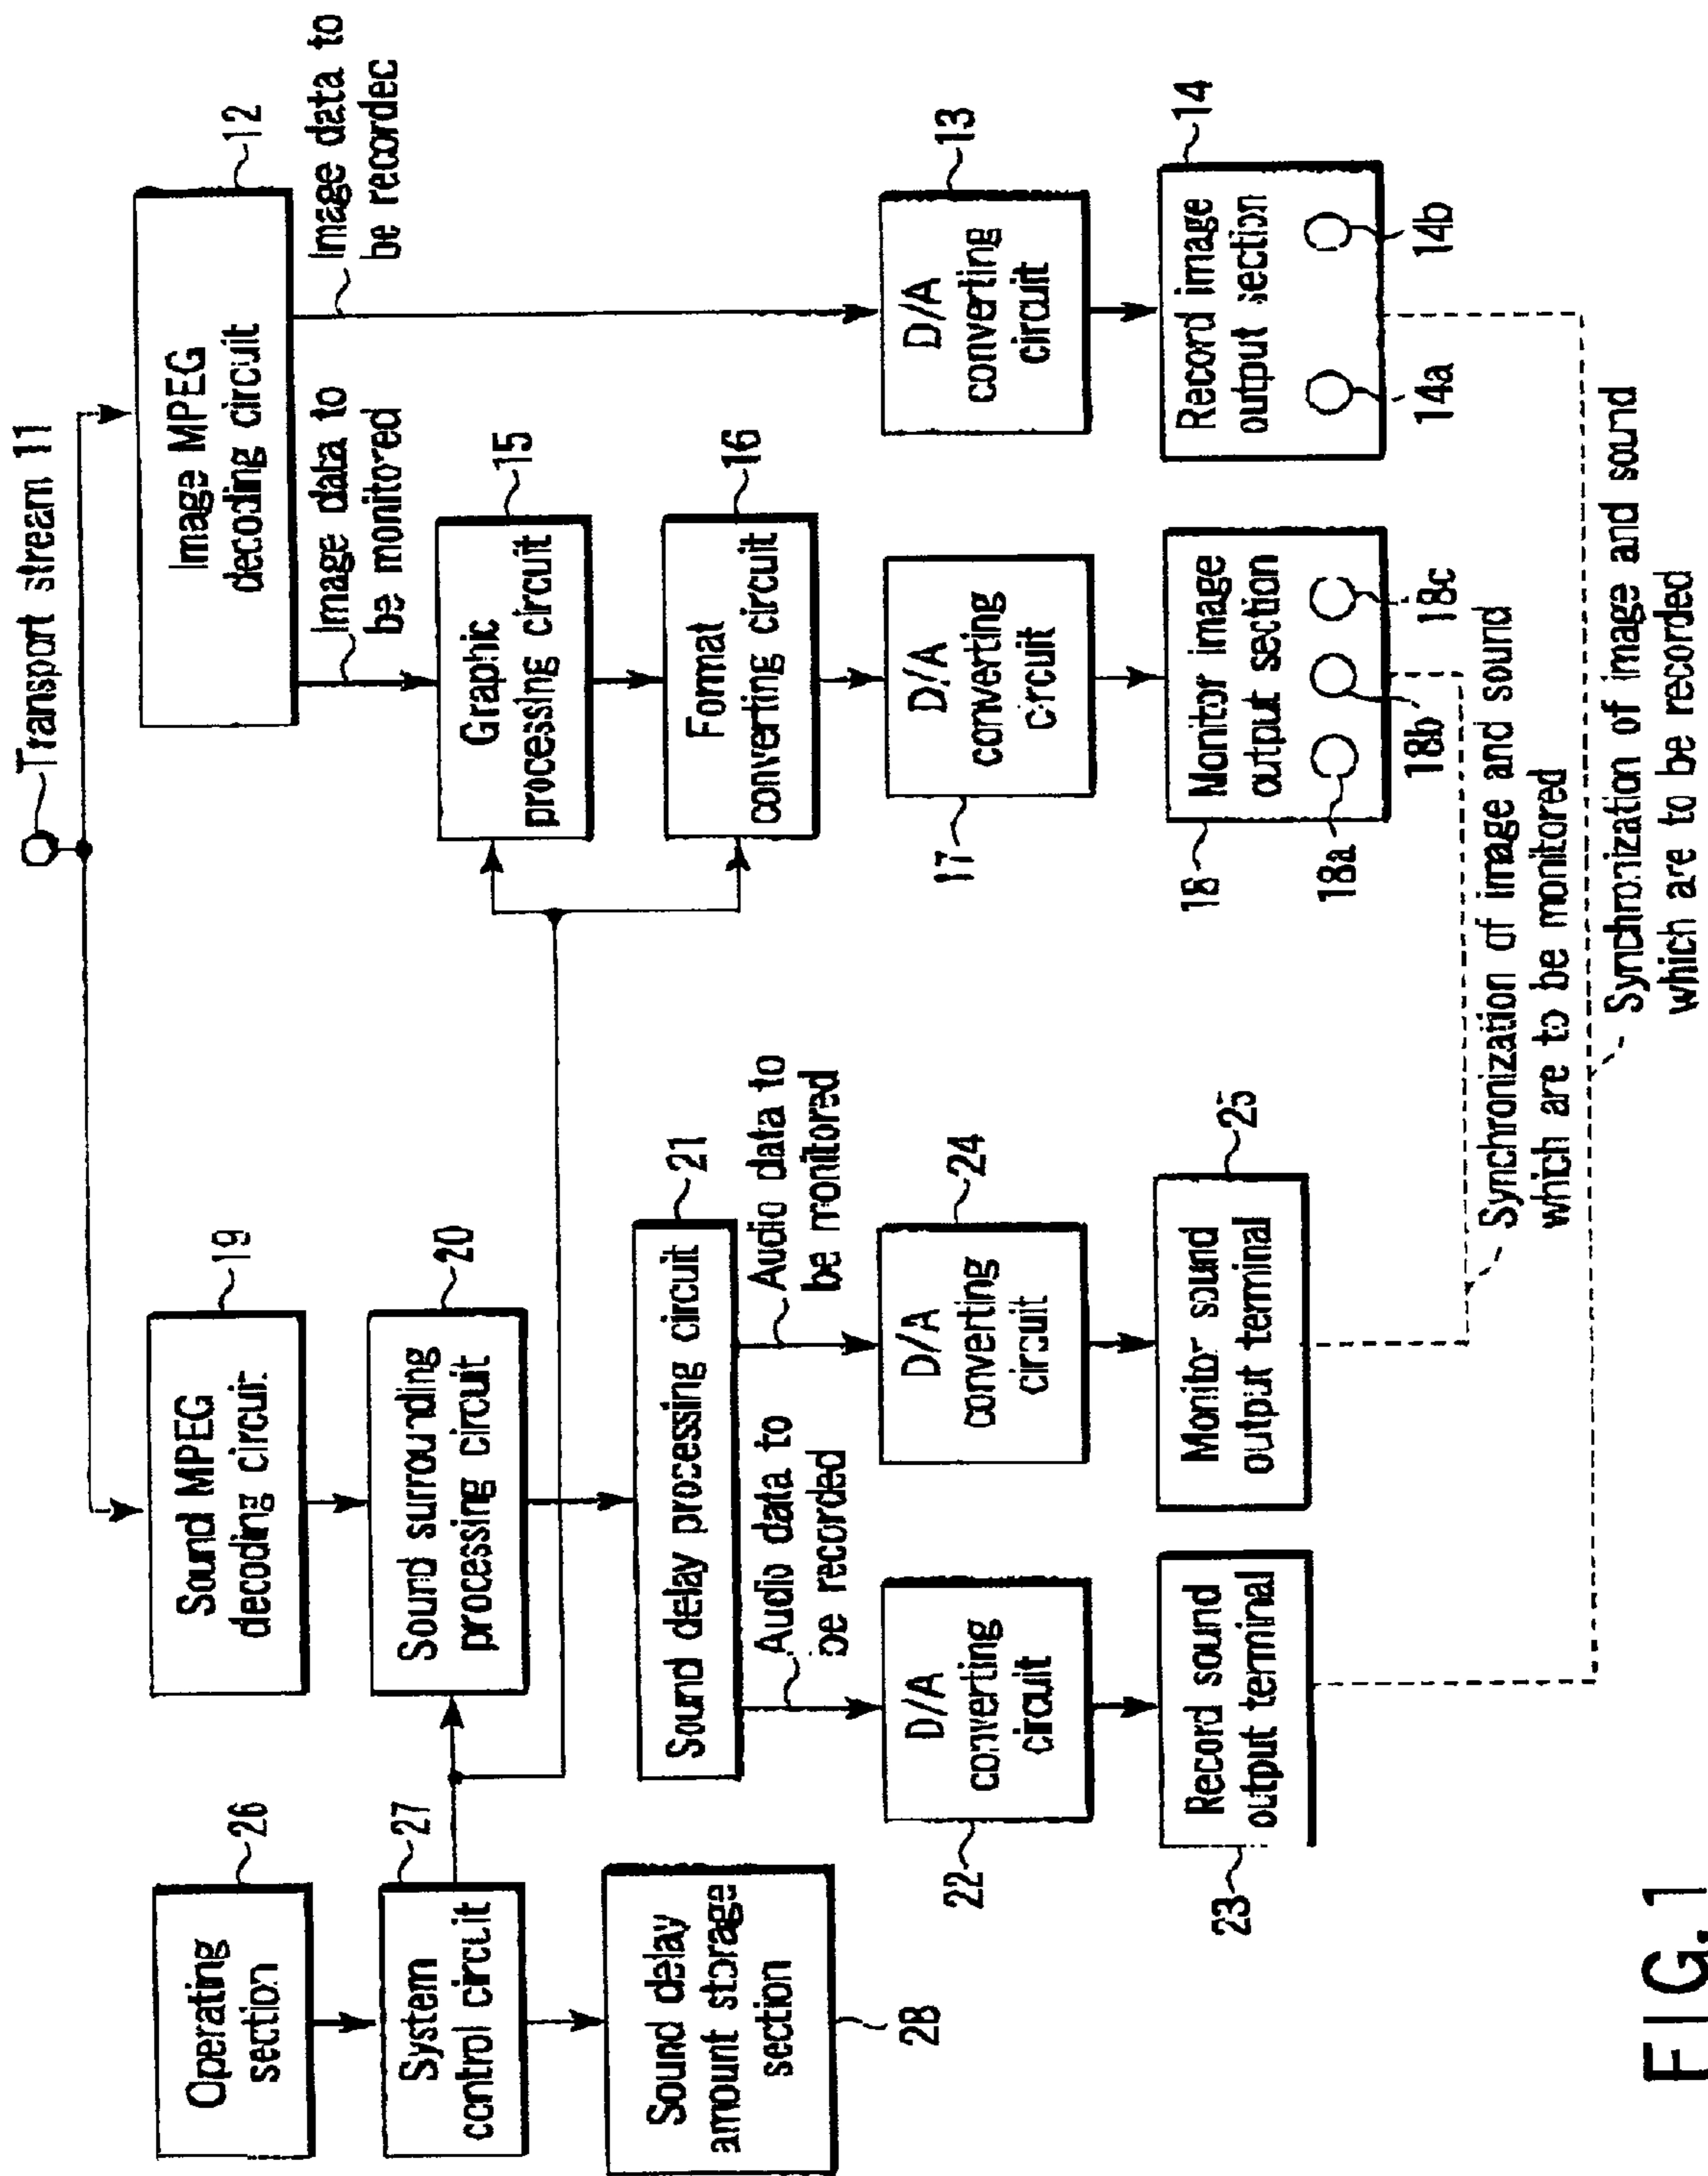 Transport stream 11
Image MPEG
decoding circuit
12
Image data to
be monitored
Image data to
be recordec
Graphic
processing circuit
15
Format
converting circuit
16
D/A
converting
circuit
17
D/A
converting
circuit
13
Monitor image
output section
18
18a
18b
18c
Record image
output section
14
14a
14b
Sound MPEG
decoding circuit
19
Sound surrounding
processing circuit
20
Sound delay processing circuit
21
Audio data to
be recorded
Audio data to
be monitored
D/A
converting
circuit
22
D/A
converting
circuit
24
Record sound
output terminal
23
Monitor sound
output terminal
25
Operating
section
26
System
control circuit
27
Sound delay
amount storage
section
28
Synchronization of image and sound
which are to be monitored
Synchronization of image and sound
which are to be recorded
FIG. 1